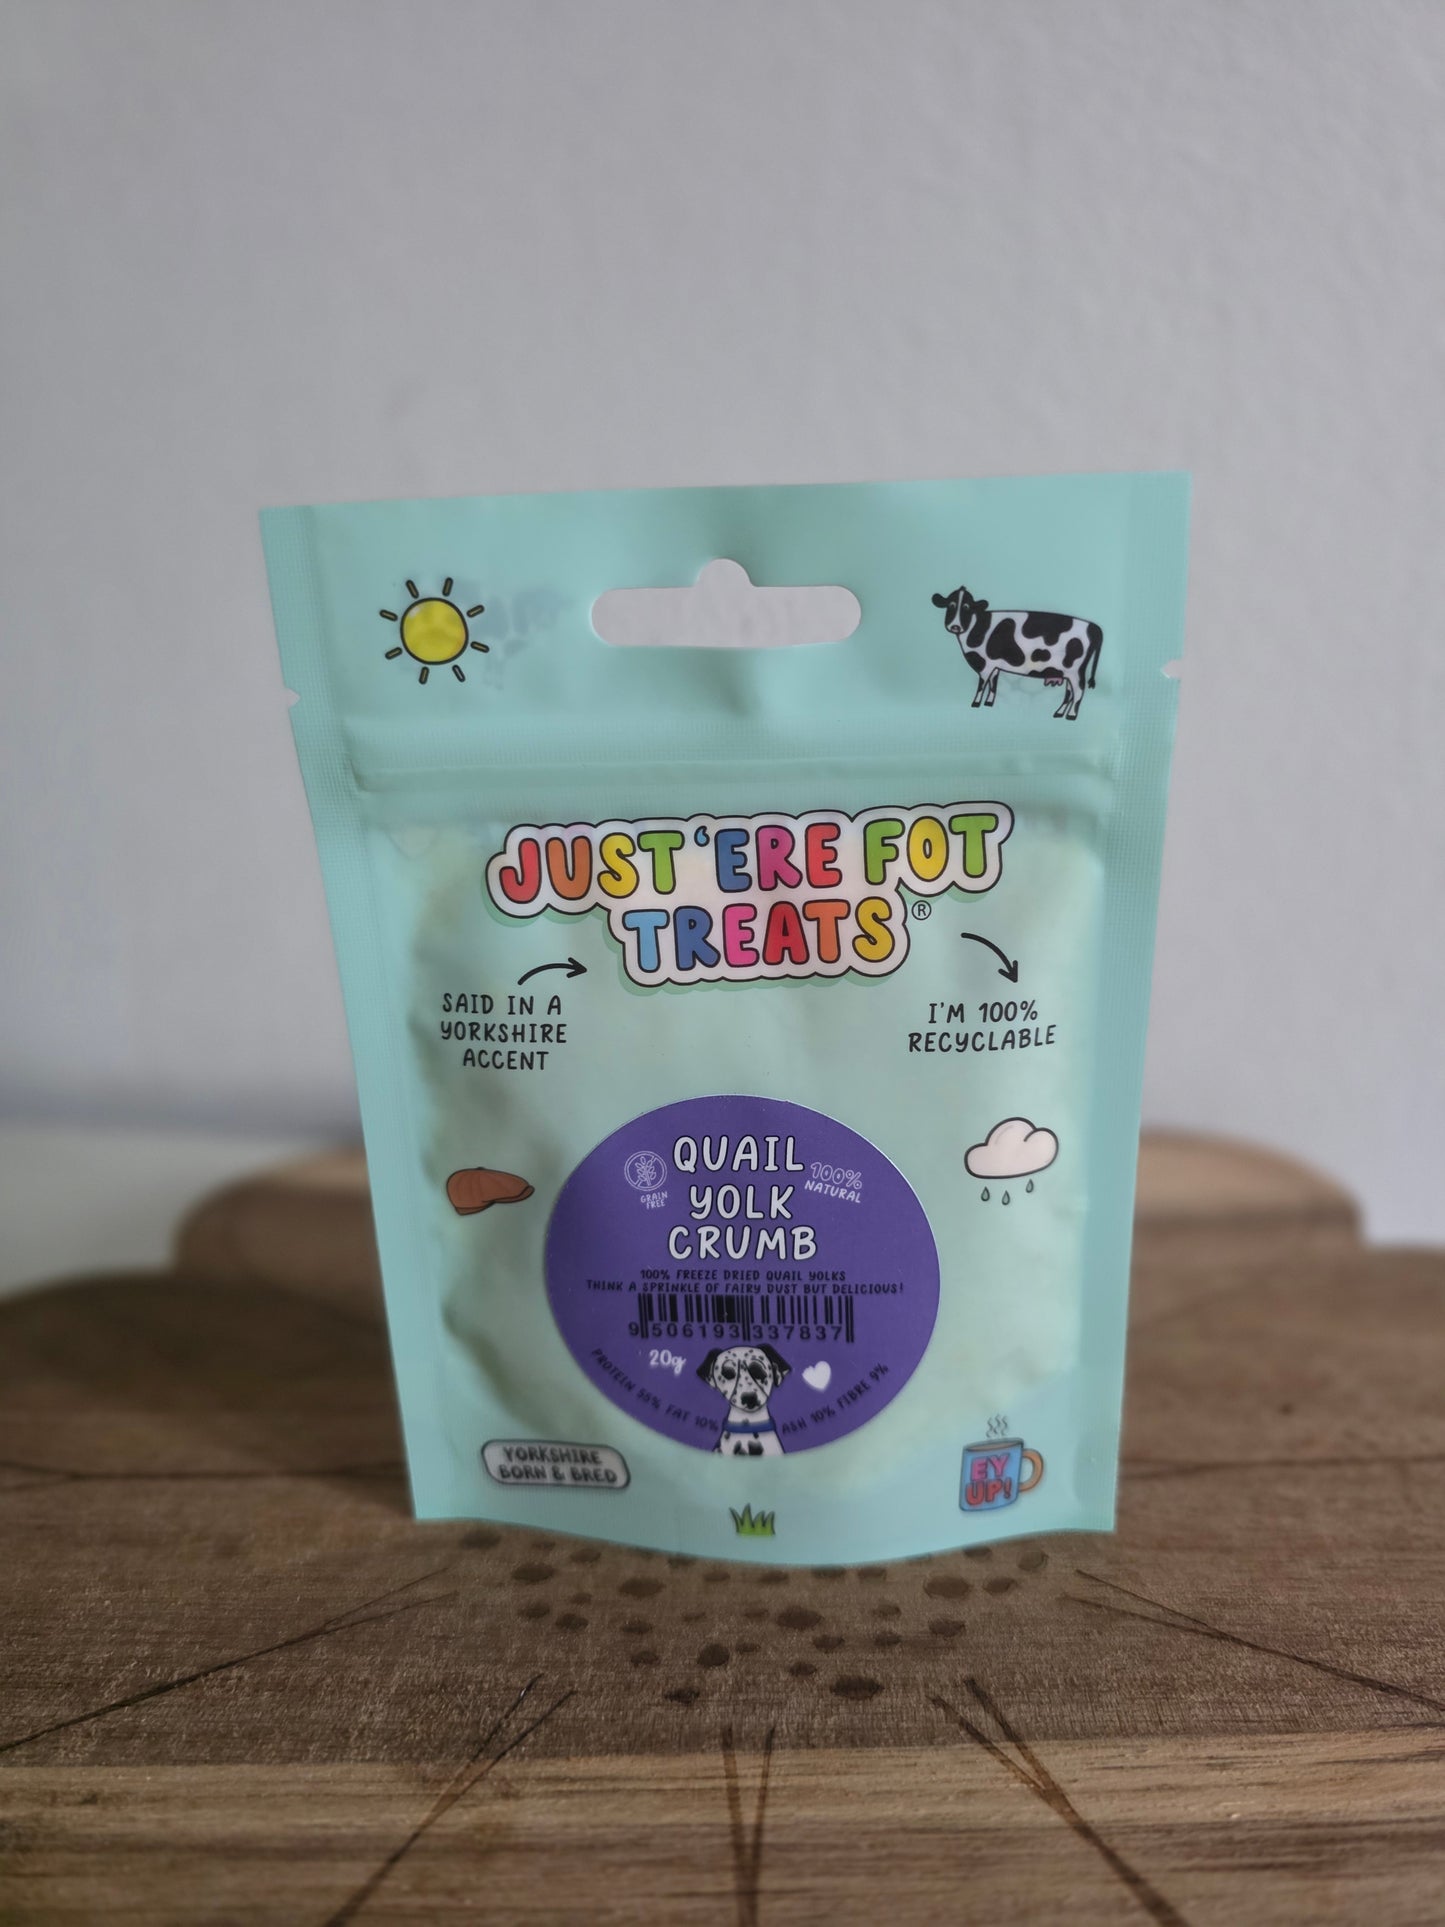 JUST 'ERE FOT
TREATS®
SAID IN A
YORKSHIRE
ACCENT
I'M 100%
RECYCLABLE
GRAIN
FREE
QUAIL
YOLK
CRUMB
100%
NATURAL
100% FREEZE DRIED QUAIL YOLKS
THINK A SPRINKLE OF FAIRY DUST BUT DELICIOUS!
9 506193 337837
20g
PROTEIN 55% FAT 10% ASH 10% FIBRE 9%
YORKSHIRE
BORN & BRED
EY
UP!